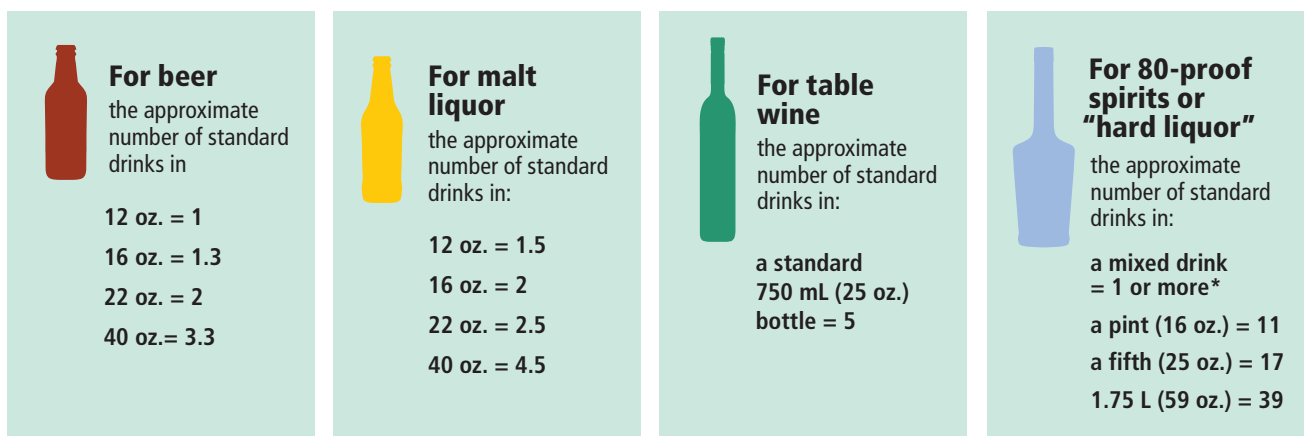 For beer
the approximate
number of standard
drinks in
12 oz. = 1
16 oz. = 1.3
22 oz. = 2
40 oz.= 3.3
For malt
liquor
the approximate
number of standard
drinks in:
12 oz. = 1.5
16 oz. = 2
22 oz. = 2.5
40 oz. = 4.5
For table
wine
the approximate
number of standard
drinks in:
a standard
750 mL (25 oz.)
bottle = 5
For 80-proof
spirits or
“hard liquor”
the approximate
number of standard
drinks in:
a mixed drink
= 1 or more*
a pint (16 oz.) = 11
a fifth (25 oz.) = 17
1.75 L (59 oz.) = 39